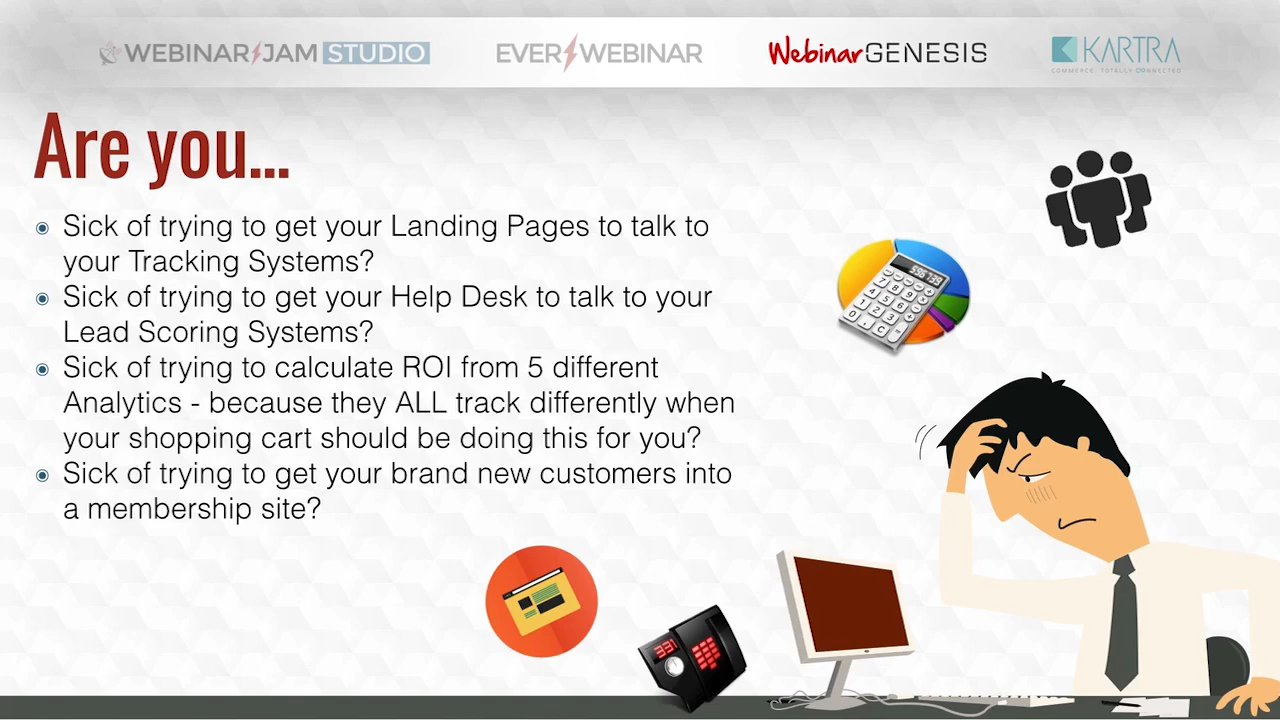 WEBINARJAM STUDIO
EVERWEBINAR
WebinarGENESIS
KARTRA
COMMERCE. TOTALLY CONNECTED
Are you...
Sick of trying to get your Landing Pages to talk to
your Tracking Systems?
Sick of trying to get your Help Desk to talk to your
Lead Scoring Systems?
Sick of trying to calculate ROI from 5 different
Analytics - because they ALL track differently when
your shopping cart should be doing this for you?
Sick of trying to get your brand new customers into
a membership site?
331